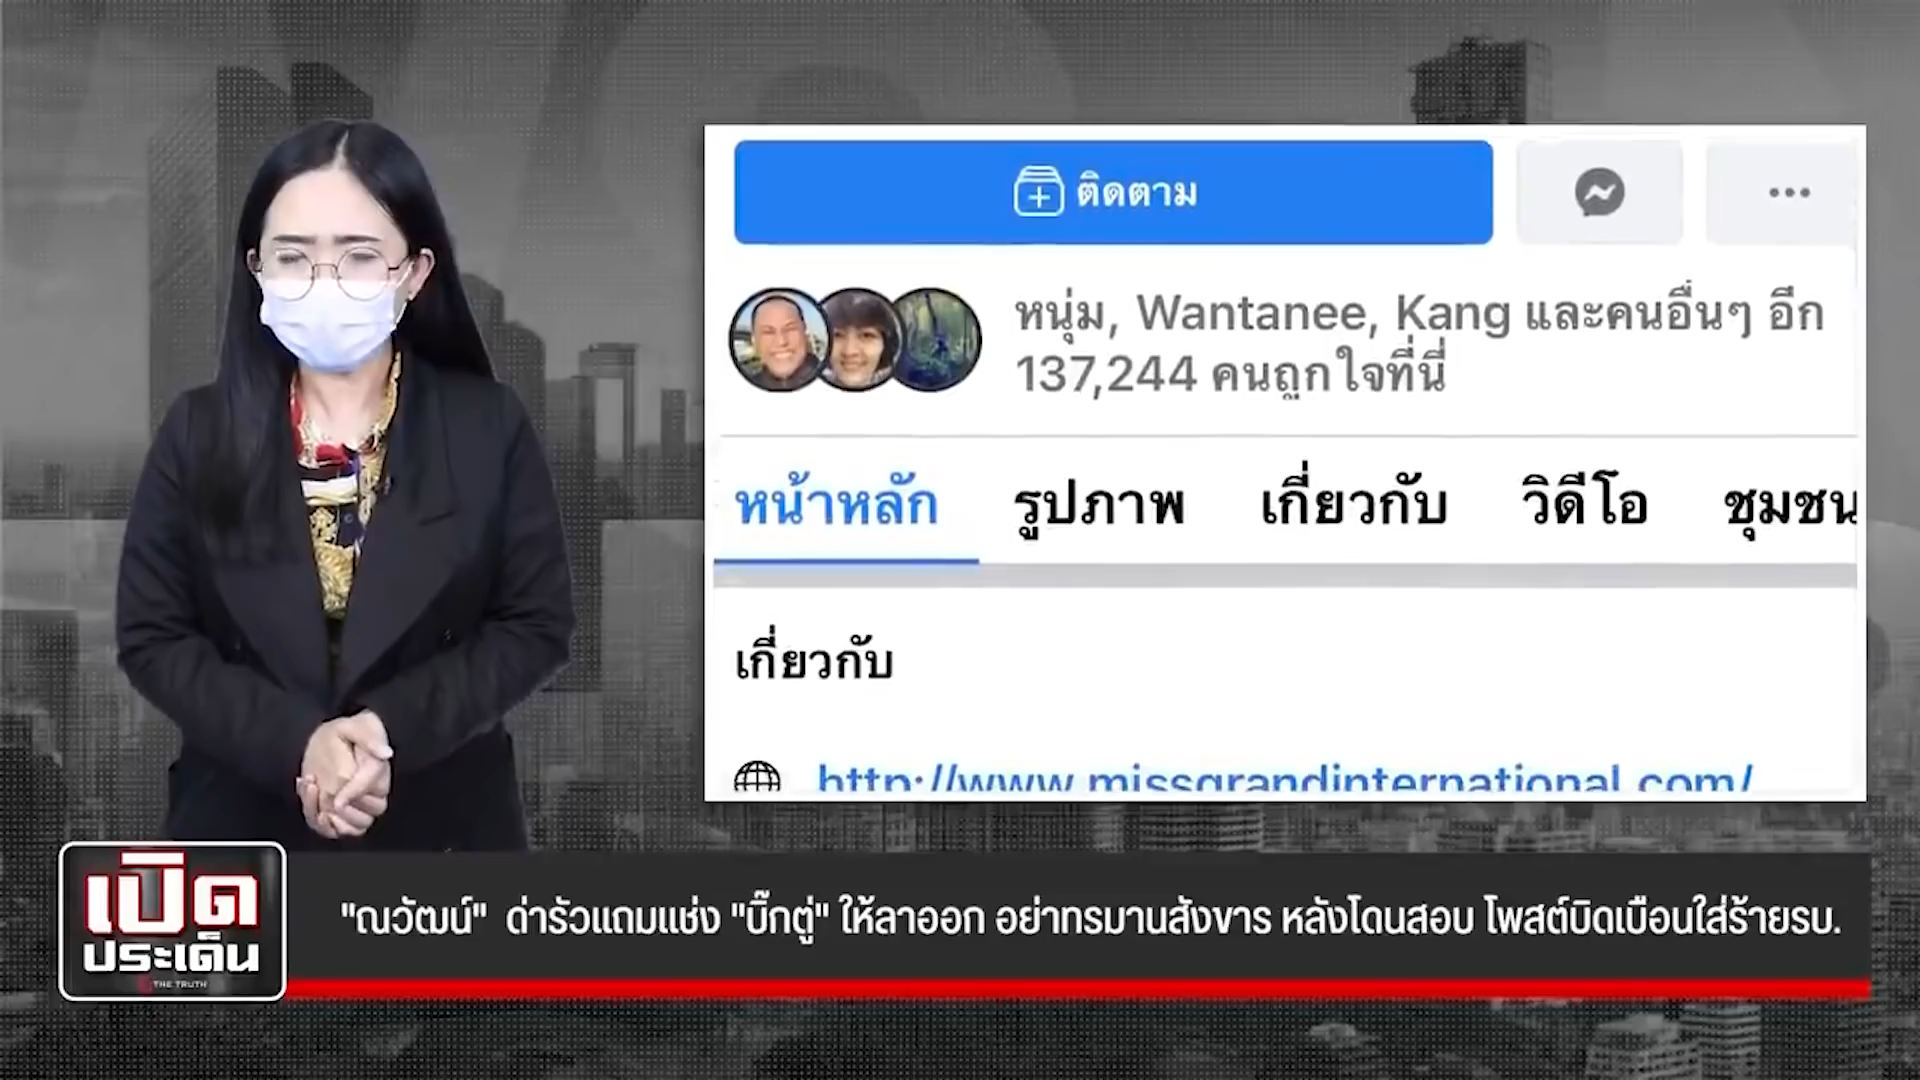 ติดตาม
หนุ่ม, Wantanee, Kang และคนอื่นๆ อีก
137,244 คนถูกใจที่นี่
หน้าหลัก รูปภาพ เกี่ยวกับ วิดีโอ ชุมชน
เกี่ยวกับ
http://www.missgrandinternational.com/
เปิด
ประเด็น
THE TRUTH
"ณวัฒน์" ด่ารัวแถมแช่ง "บิ๊กตู่" ให้ลาออก อย่าทรมานสังขาร หลังโดนสอบ โพสต์บิดเบือนใส่ร้ายรบ.